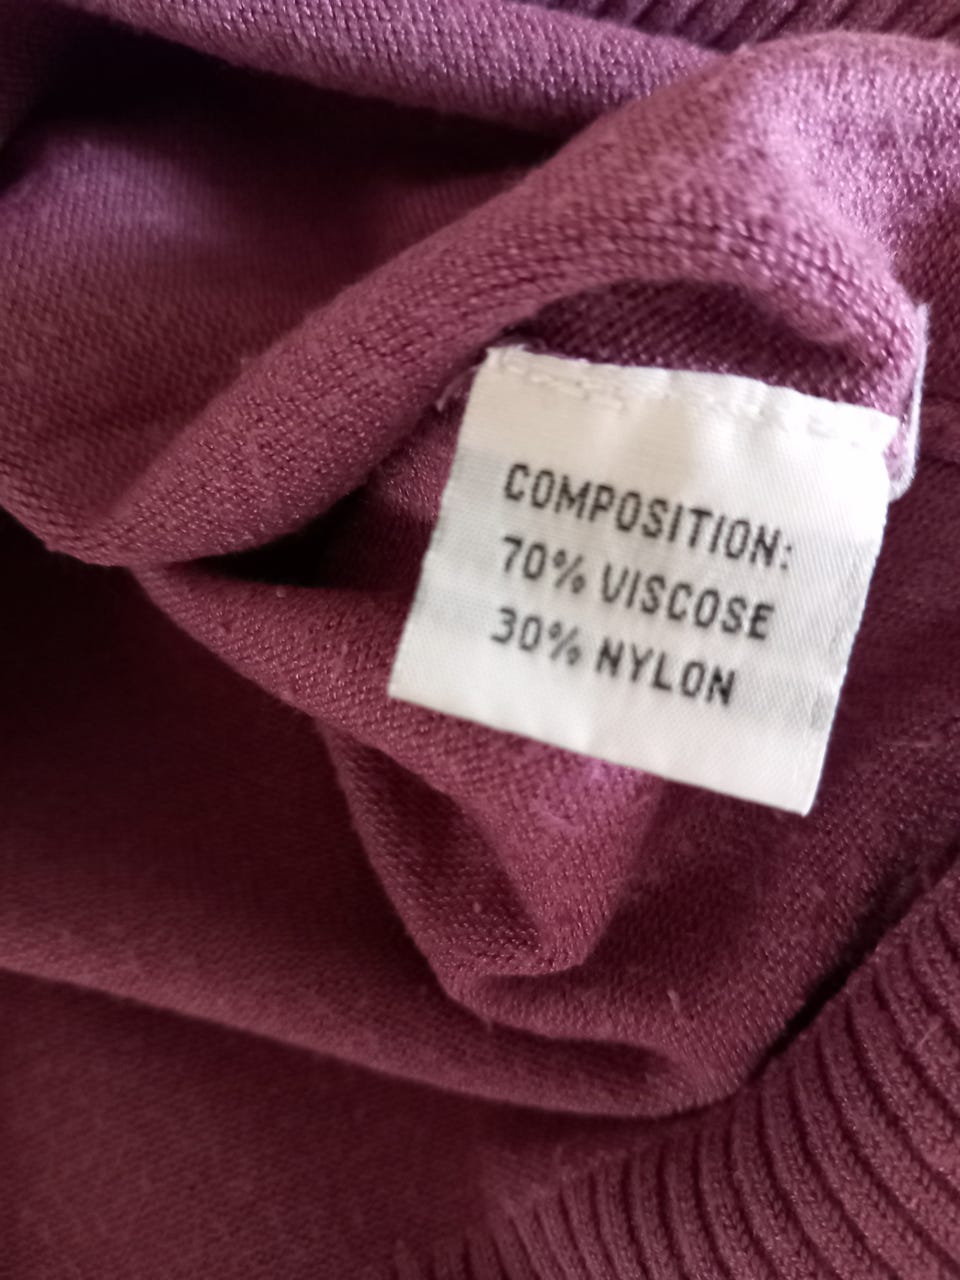 COMPOSITION:
70% VISCOSE
30% NYLON